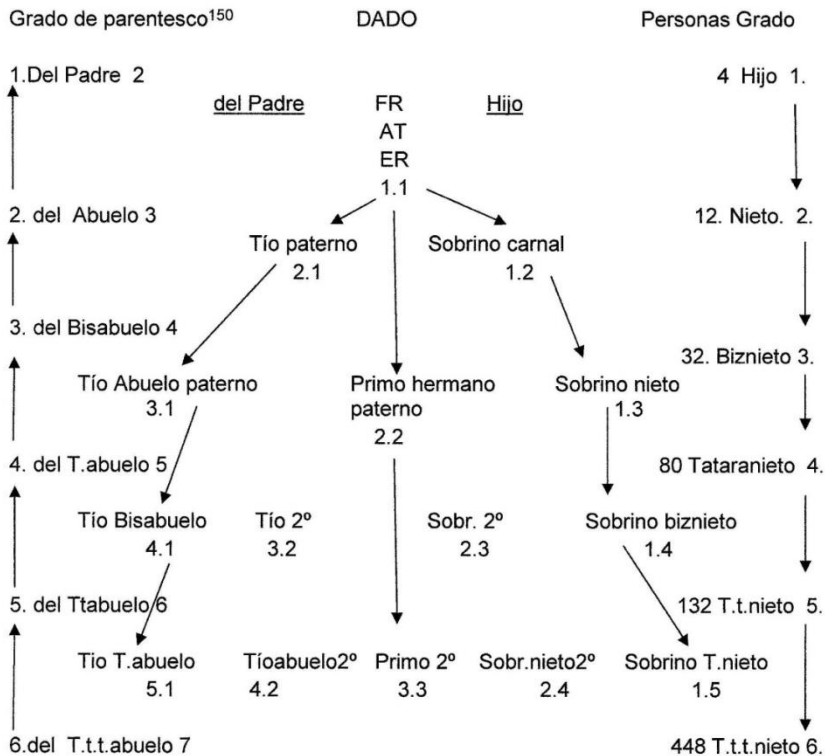 Grado de parentesco¹⁵⁰ DADO Personas Grado
1.Del Padre 2 4 Hijo 1.
del Padre FR Hijo
AT
ER
1.1
2. del Abuelo 3 12. Nieto. 2.
Tío paterno Sobrino carnal
2.1 1.2
3. del Bisabuelo 4 32. Biznieto 3.
Tío Abuelo paterno Primo hermano Sobrino nieto
3.1 paterno 1.3
2.2
4. del T.abuelo 5 80 Tataranieto 4.
Tío Bisabuelo Tío 2º Sobr. 2º Sobrino biznieto
4.1 3.2 2.3 1.4
5. del Ttabuelo 6 132 T.t.nieto 5.
Tio T.abuelo Tíoabuelo2º Primo 2º Sobr.nieto2º Sobrino T.nieto
5.1 4.2 3.3 2.4 1.5
6.del T.t.t.abuelo 7 448 T.t.t.nieto 6.